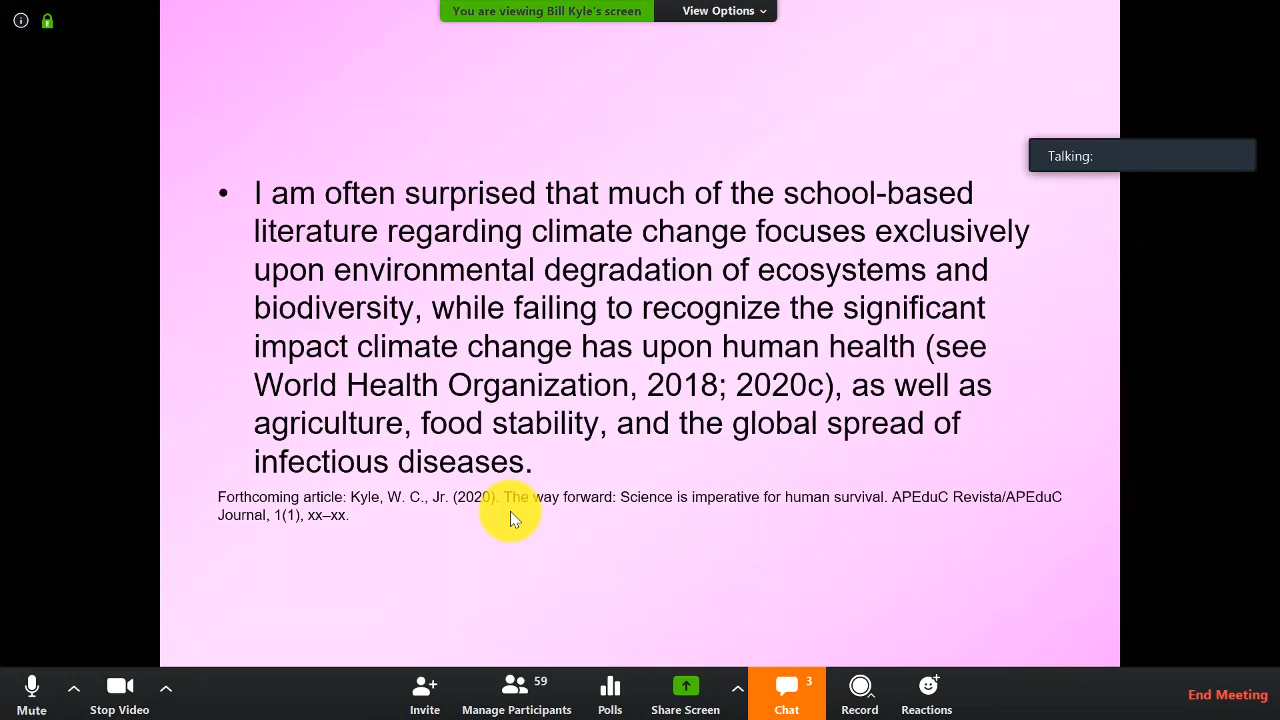 You are viewing Bill Kyle's screen
View Options
Talking:
• I am often surprised that much of the school-based
literature regarding climate change focuses exclusively
upon environmental degradation of ecosystems and
biodiversity, while failing to recognize the significant
impact climate change has upon human health (see
World Health Organization, 2018; 2020c), as well as
agriculture, food stability, and the global spread of
infectious diseases.
Forthcoming article: Kyle, W. C., Jr. (2020). The way forward: Science is imperative for human survival. APEduC Revista/APEduC
Journal, 1(1), xx–xx.
Mute
Stop Video
Invite
59
Manage Participants
Polls
Share Screen
3
Chat
Record
Reactions
End Meeting